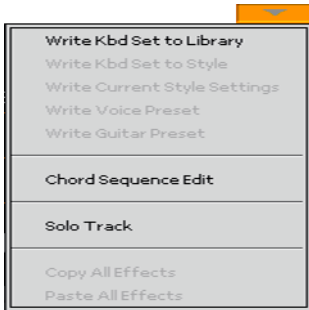 Write Kbd Set to Library
Write Kbd Set to Style
Write Current Style Settings
Write Voice Preset
Write Guitar Preset
Chord Sequence Edit
Solo Track
Copy All Effects
Paste All Effects